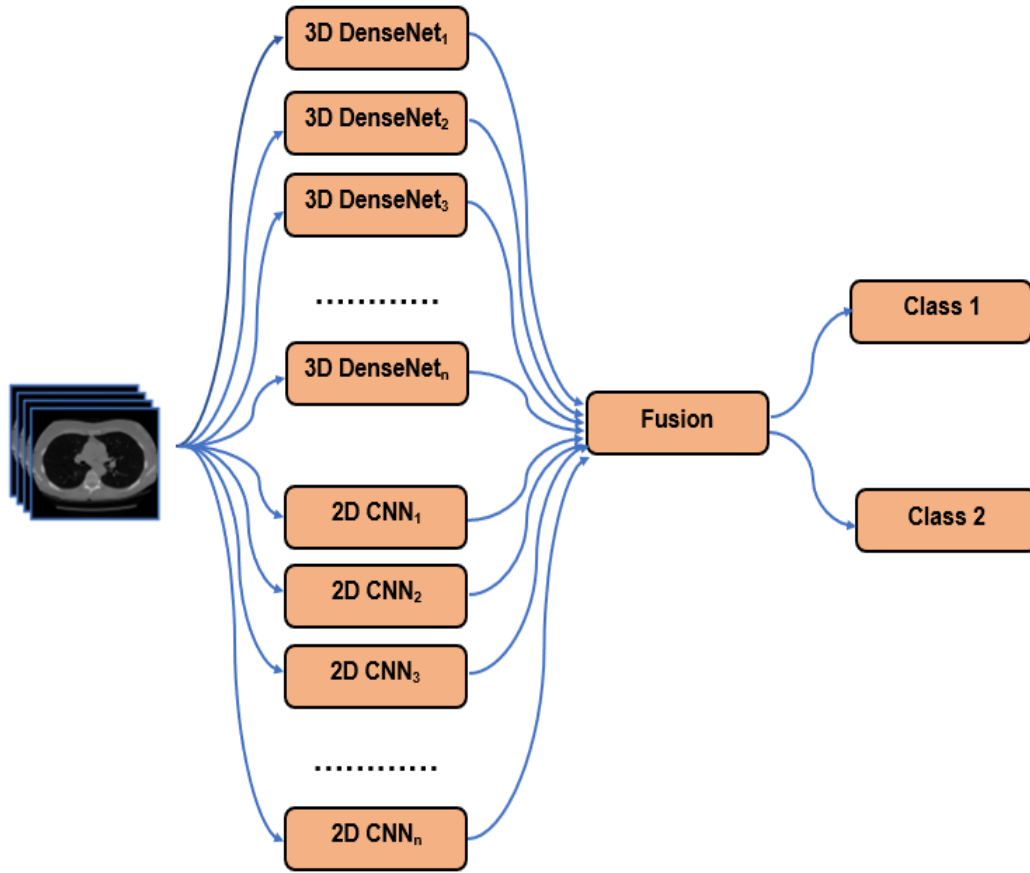 3D DenseNet₁
3D DenseNet₂
3D DenseNet₃
............
3D DenseNetₙ
2D CNN₁
2D CNN₂
2D CNN₃
............
2D CNNₙ
Fusion
Class 1
Class 2